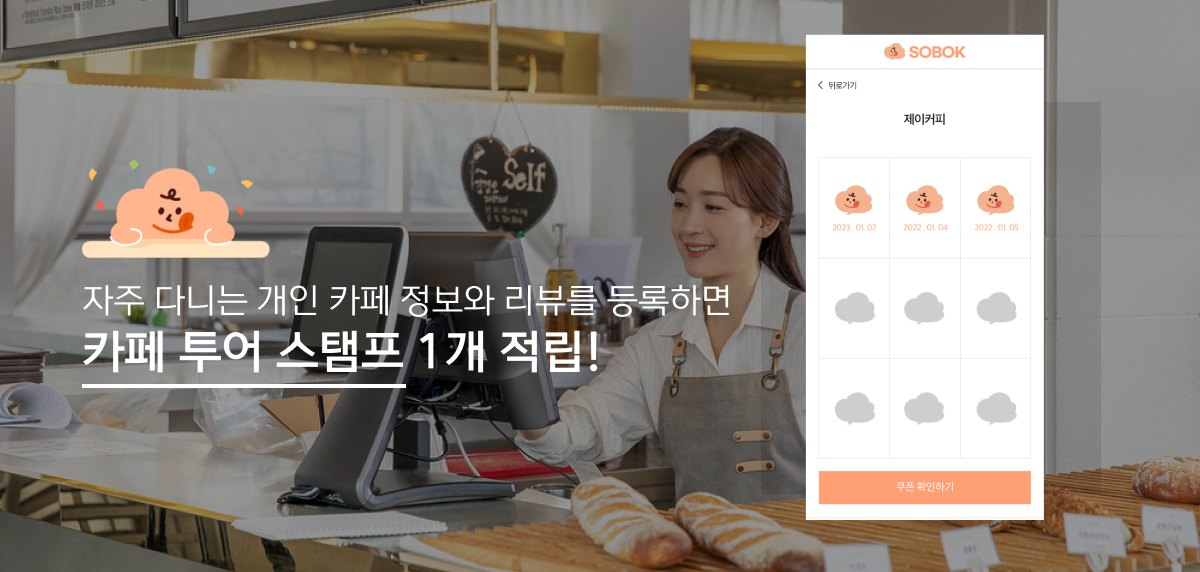 SOBOK
뒤로가기
제이커피
2023. 01. 02
2022. 01. 04
2022. 01. 05
쿠폰 확인하기
자주 다니는 개인 카페 정보와 리뷰를 등록하면
카페 투어 스탬프 1개 적립!
Self